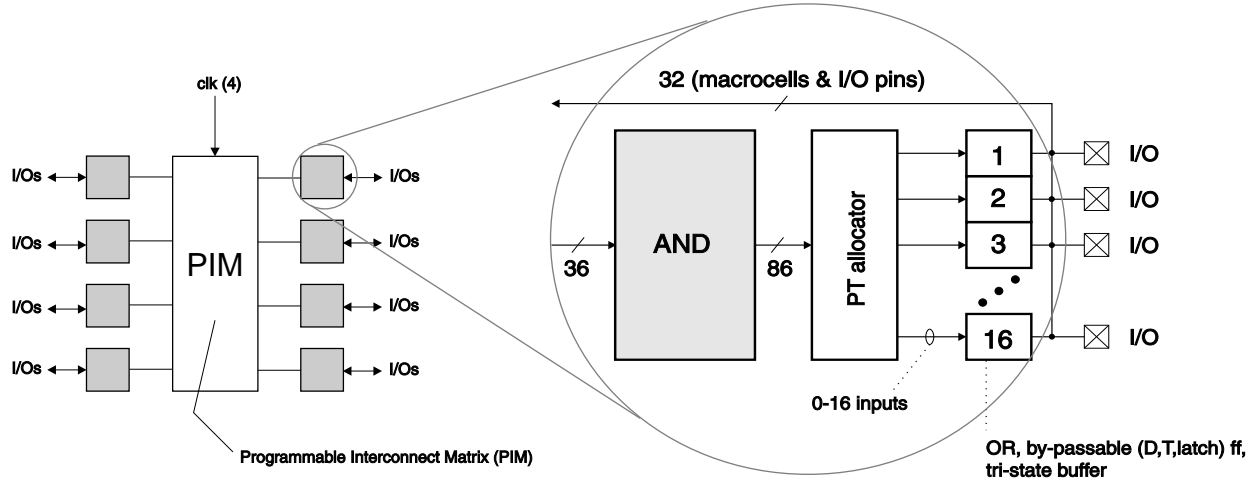 clk (4)
I/Os
I/Os
I/Os
I/Os
PIM
I/Os
I/Os
I/Os
I/Os
Programmable Interconnect Matrix (PIM)
32 (macrocells & I/O pins)
36
AND
86
PT allocator
1
2
3
16
I/O
I/O
I/O
I/O
0-16 inputs
OR, by-passable (D,T,latch) ff,
tri-state buffer